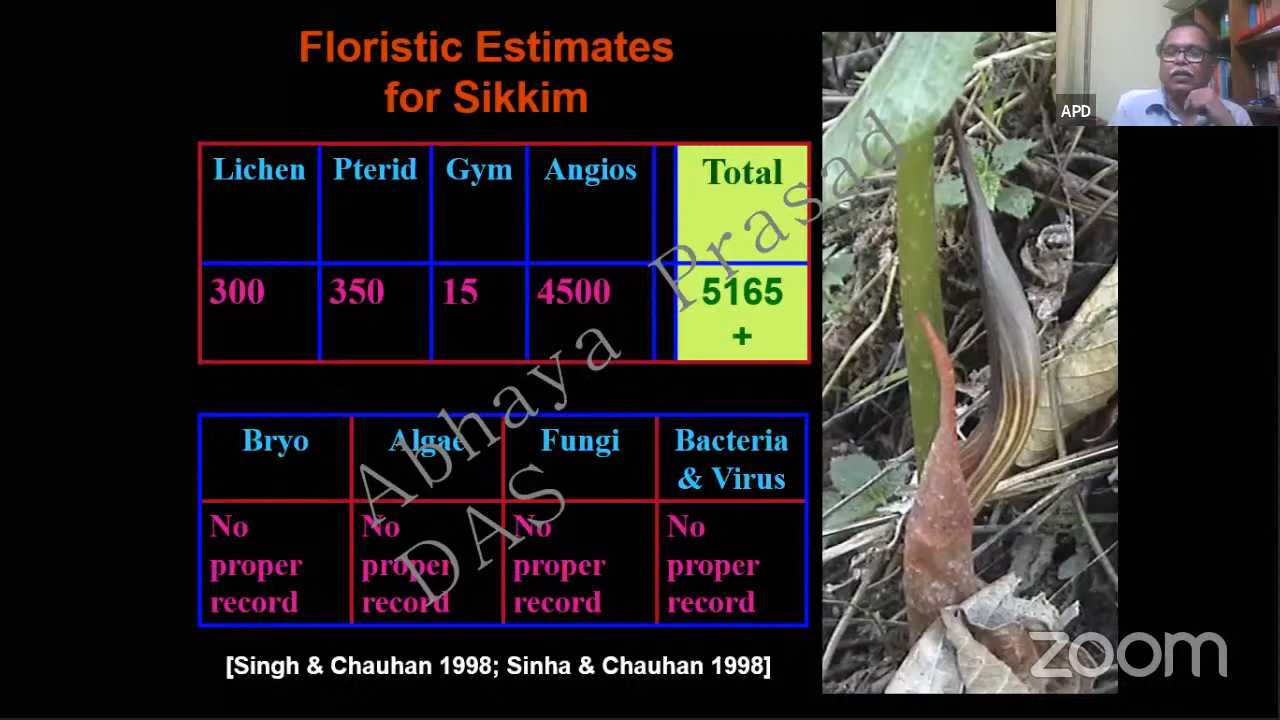 Floristic Estimates
for Sikkim
Lichen Pterid Gym Angios Total
300 350 15 4500 5165
+
Bryo Algae Fungi Bacteria
& Virus
No No No No
proper proper proper proper
record record record record
[Singh & Chauhan 1998; Sinha & Chauhan 1998]
Abhaya Prasad
DAS
APD
zoom